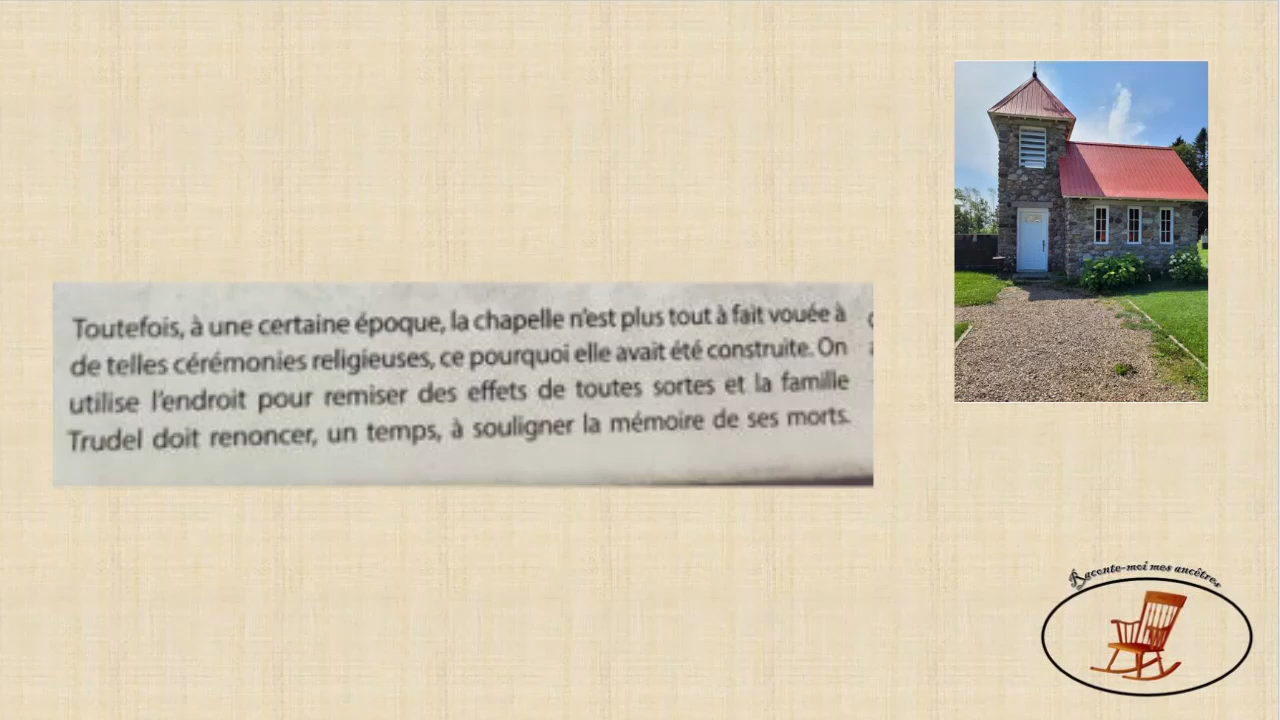 Toutefois, à une certaine époque, la chapelle n'est plus tout à fait vouée à
de telles cérémonies religieuses, ce pourquoi elle avait été construite. On
utilise l'endroit pour remiser des effets de toutes sortes et la famille
Trudel doit renoncer, un temps, à souligner la mémoire de ses morts.
Raconte-moi mes ancêtres